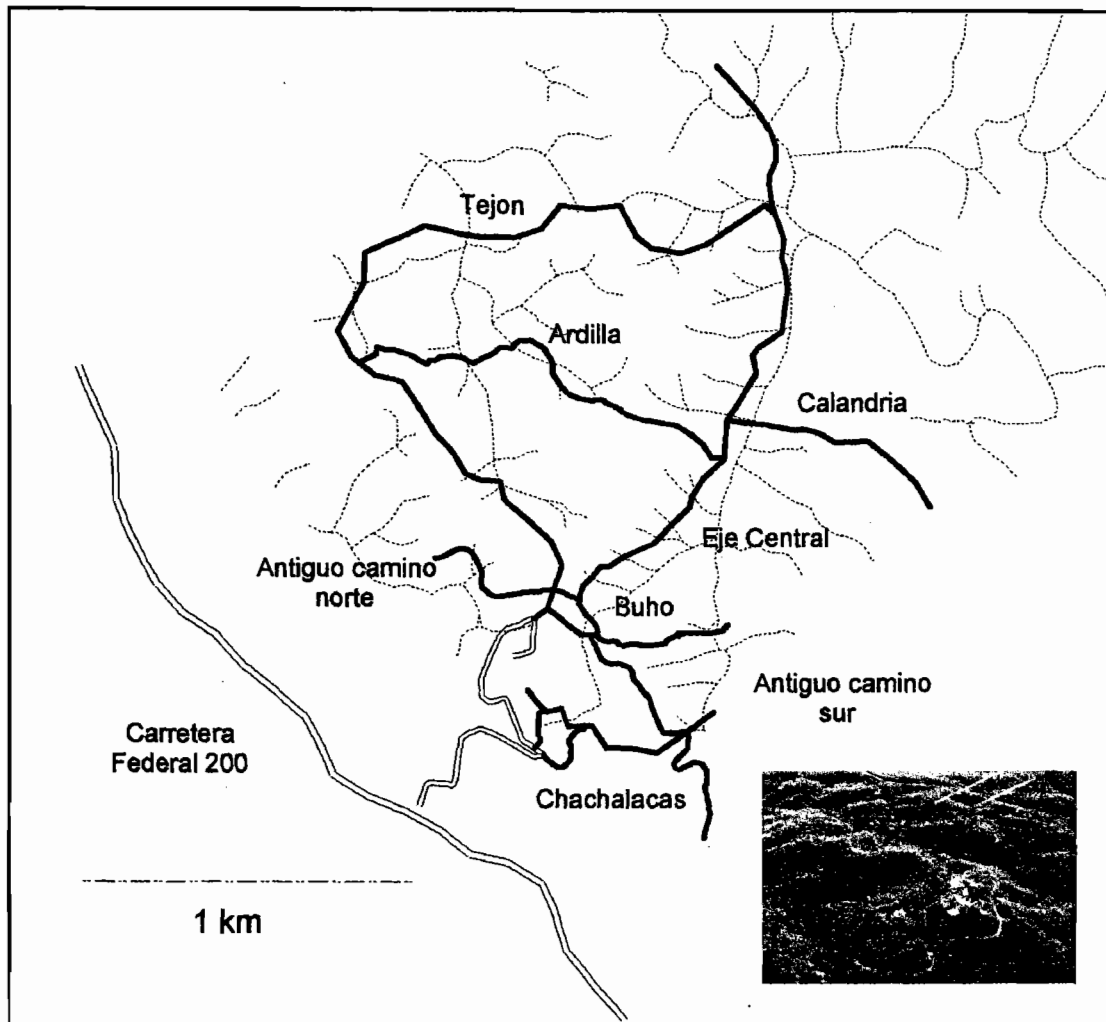 Tejon
Ardilla
Calandria
Eje Central
Antiguo camino
norte
Buho
Antiguo camino
sur
Carretera
Federal 200
Chachalacas
1 km